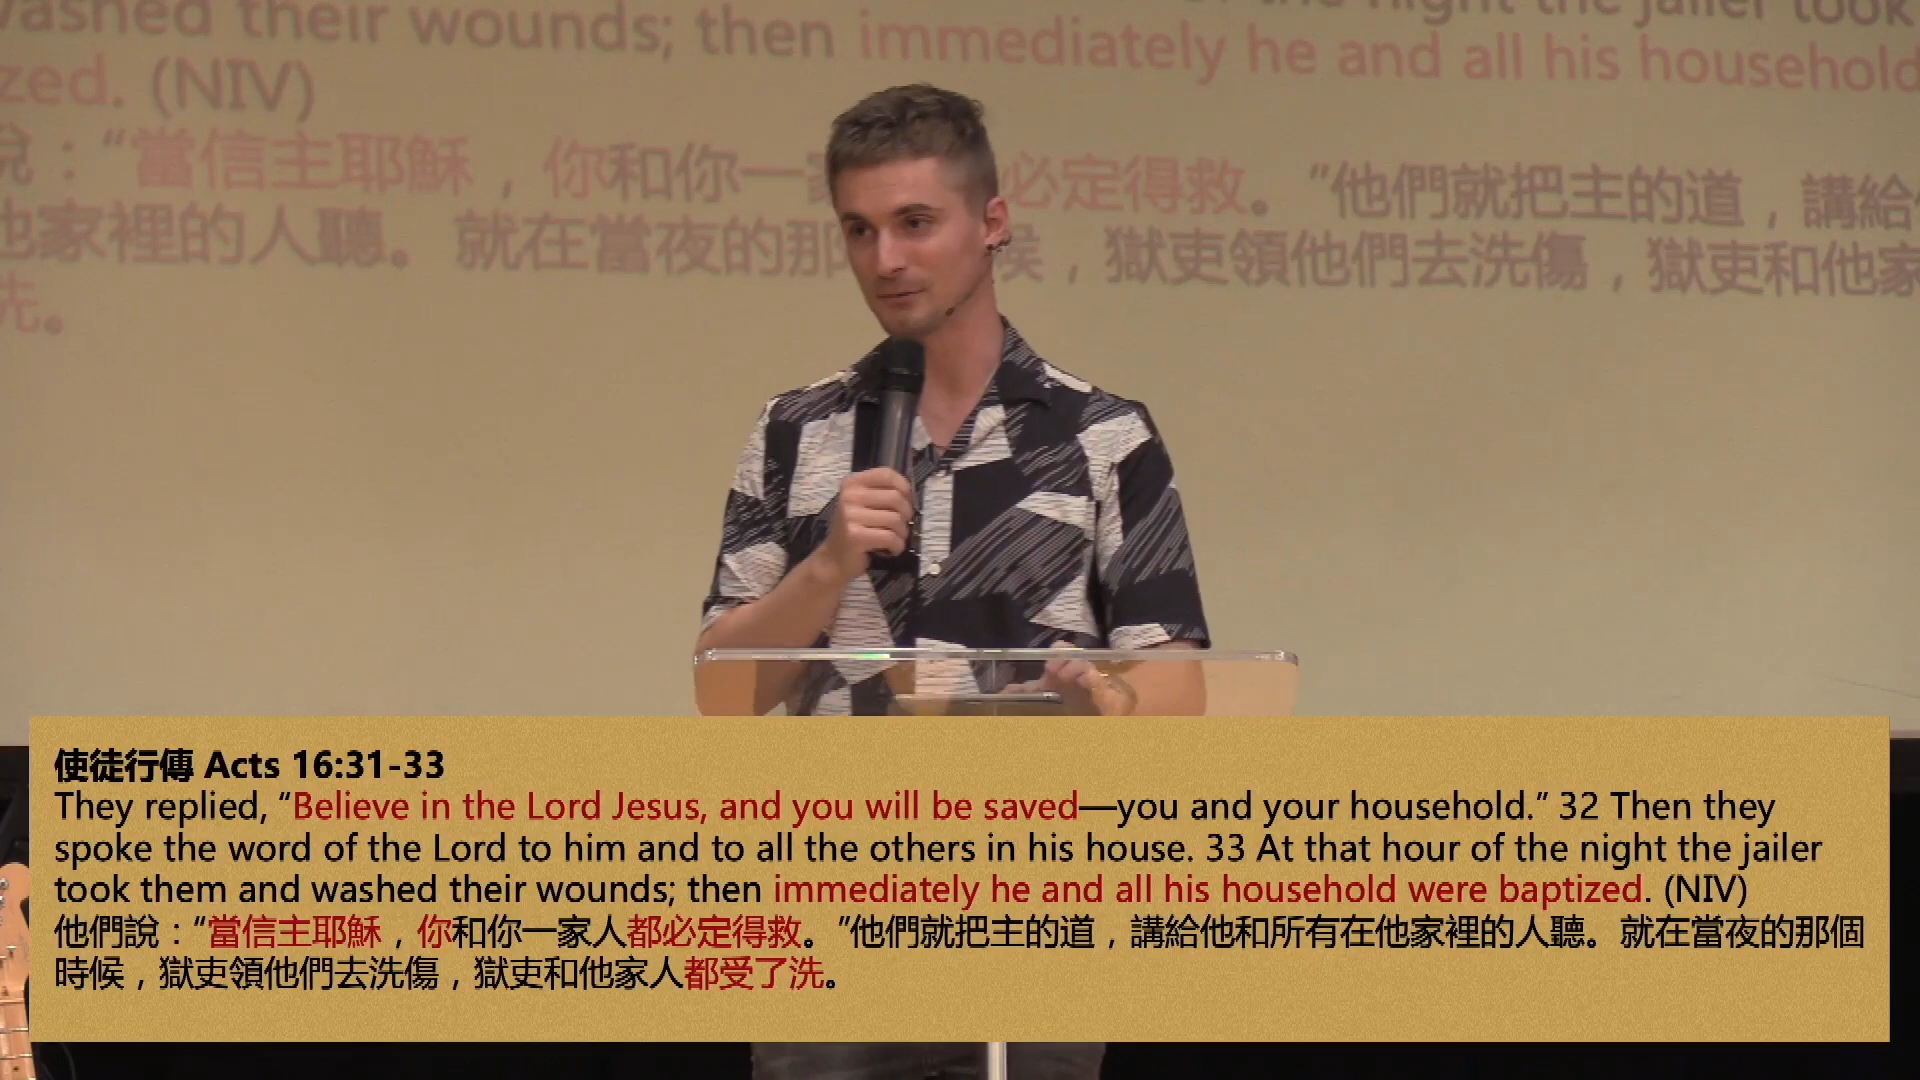 washed their wounds; then immediately he and all his household
the night the jailer took
(NIV)
說：“當信主耶穌，你和你一家 必定得救。”他們就把主的道，講給
他家裡的人聽。就在當夜的那 候，獄吏領他們去洗傷，獄吏和他家
洗。
使徒行傳 Acts 16:31-33
They replied, “Believe in the Lord Jesus, and you will be saved—you and your household.” 32 Then they
spoke the word of the Lord to him and to all the others in his house. 33 At that hour of the night the jailer
took them and washed their wounds; then immediately he and all his household were baptized. (NIV)
他們說：“當信主耶穌，你和你一家人都必定得救。”他們就把主的道，講給他和所有在他家裡的人聽。就在當夜的那個
時候，獄吏領他們去洗傷，獄吏和他家人都受了洗。